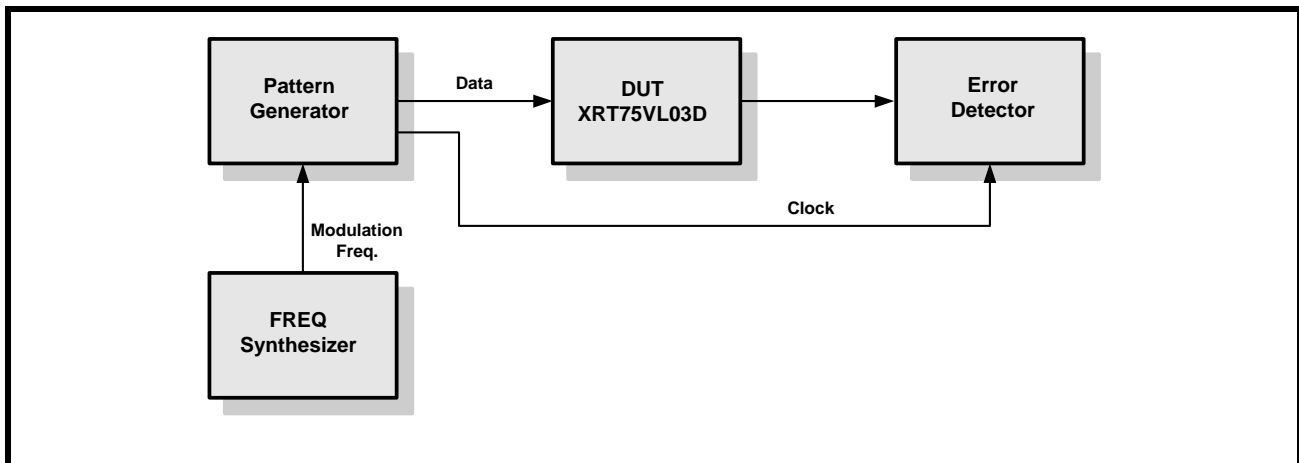 Pattern
Generator
Data
DUT
XRT75VL03D
Error
Detector
Clock
Modulation
Freq.
FREQ
Synthesizer